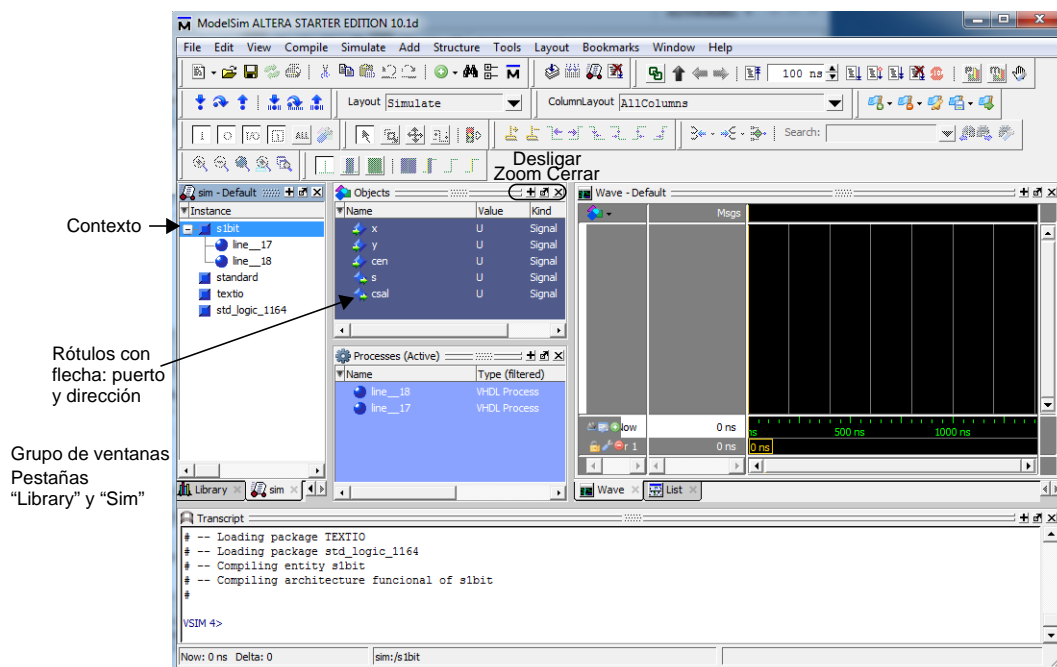 ModelSim ALTERA STARTER EDITION 10.1d
File Edit View Compile Simulate Add Structure Tools Layout Bookmarks Window Help
100 ns
Layout Simulate
ColumnLayout AllColumns
Search:
Desligar
Zoom Cerrar
Contexto
Rótulos con
flecha: puerto
y dirección
Grupo de ventanas
Pestañas
“Library” y “Sim”
sim - Default
Instance
s1bit
line__17
line__18
standard
textio
std_logic_1164
Library
sim
Objects
Name Value Kind
x U Signal
y U Signal
cen U Signal
s U Signal
csal U Signal
Processes (Active)
Name Type (filtered)
line__18 VHDL Process
line__17 VHDL Process
Wave - Default
Msgs
0 ns
ns 500 ns 1000 ns
r 1 0 ns 0 ns
Wave
List
Transcript
# -- Loading package TEXTIO
# -- Loading package std_logic_1164
# -- Compiling entity s1bit
# -- Compiling architecture funcional of s1bit
#
VSIM 4>
Now: 0 ns Delta: 0
sim:/s1bit